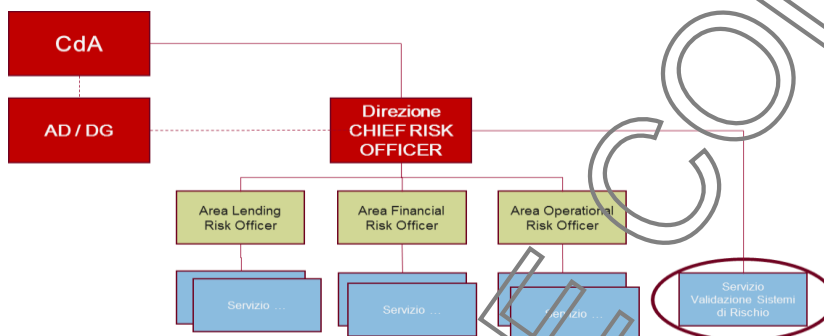 CdA
AD / DG
Direzione
CHIEF RISK
OFFICER
Area Lending
Risk Officer
Area Financial
Risk Officer
Area Operational
Risk Officer
Servizio ...
Servizio ...
Servizio ...
Servizio
Validazione Sistemi
di Rischio